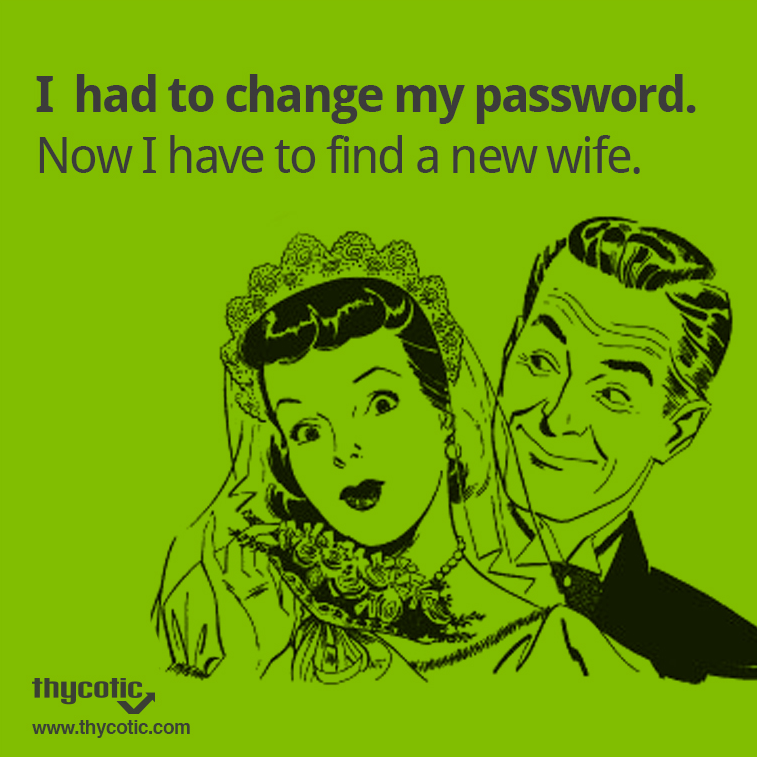 I had to change my password.
Now I have to find a new wife.
thycotic
www.thycotic.com